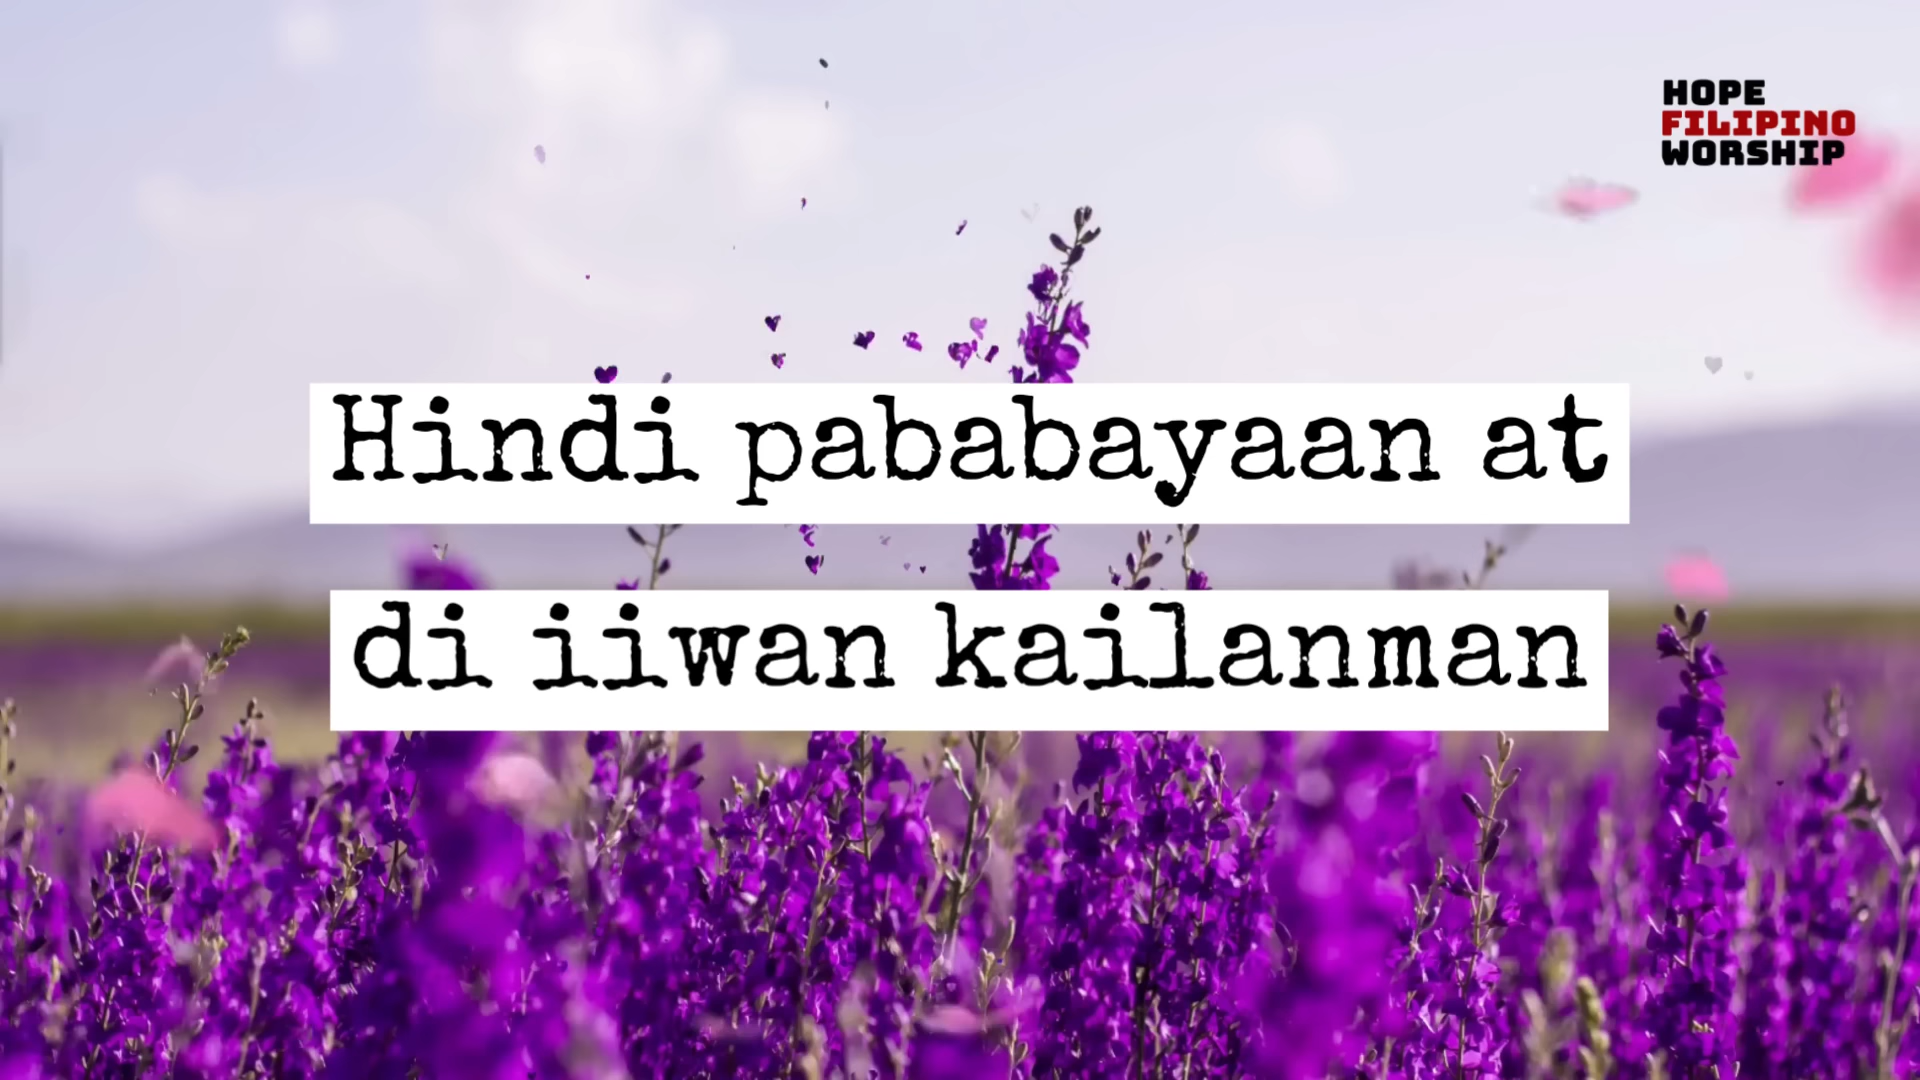 HOPE
FILIPINO
WORSHIP
Hindi pababayaan at
di iiwan kailanman